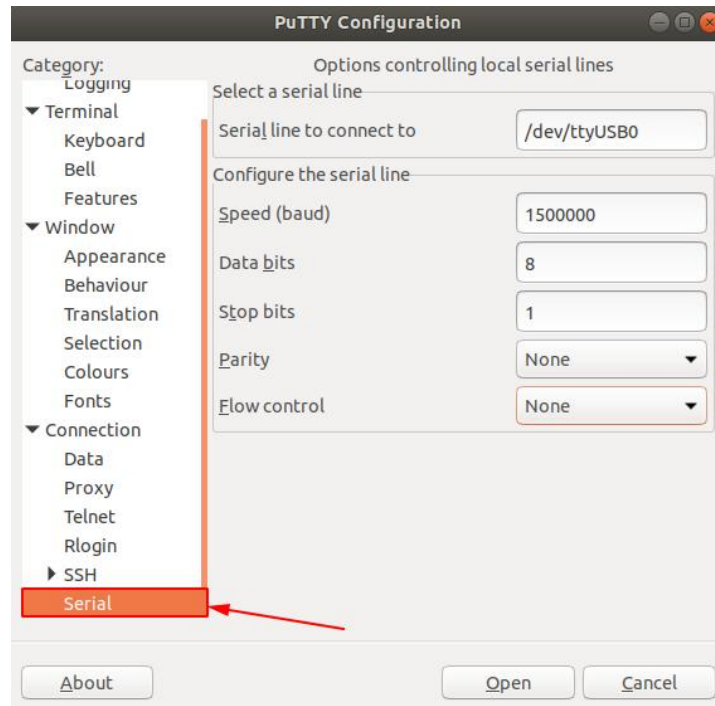 PuTTY Configuration
Category:
Logging
Terminal
Keyboard
Bell
Features
Window
Appearance
Behaviour
Translation
Selection
Colours
Fonts
Connection
Data
Proxy
Telnet
Rlogin
SSH
Serial
Options controlling local serial lines
Select a serial line
Serial line to connect to /dev/ttyUSB0
Configure the serial line
Speed (baud) 1500000
Data bits 8
Stop bits 1
Parity None
Flow control None
About Open Cancel